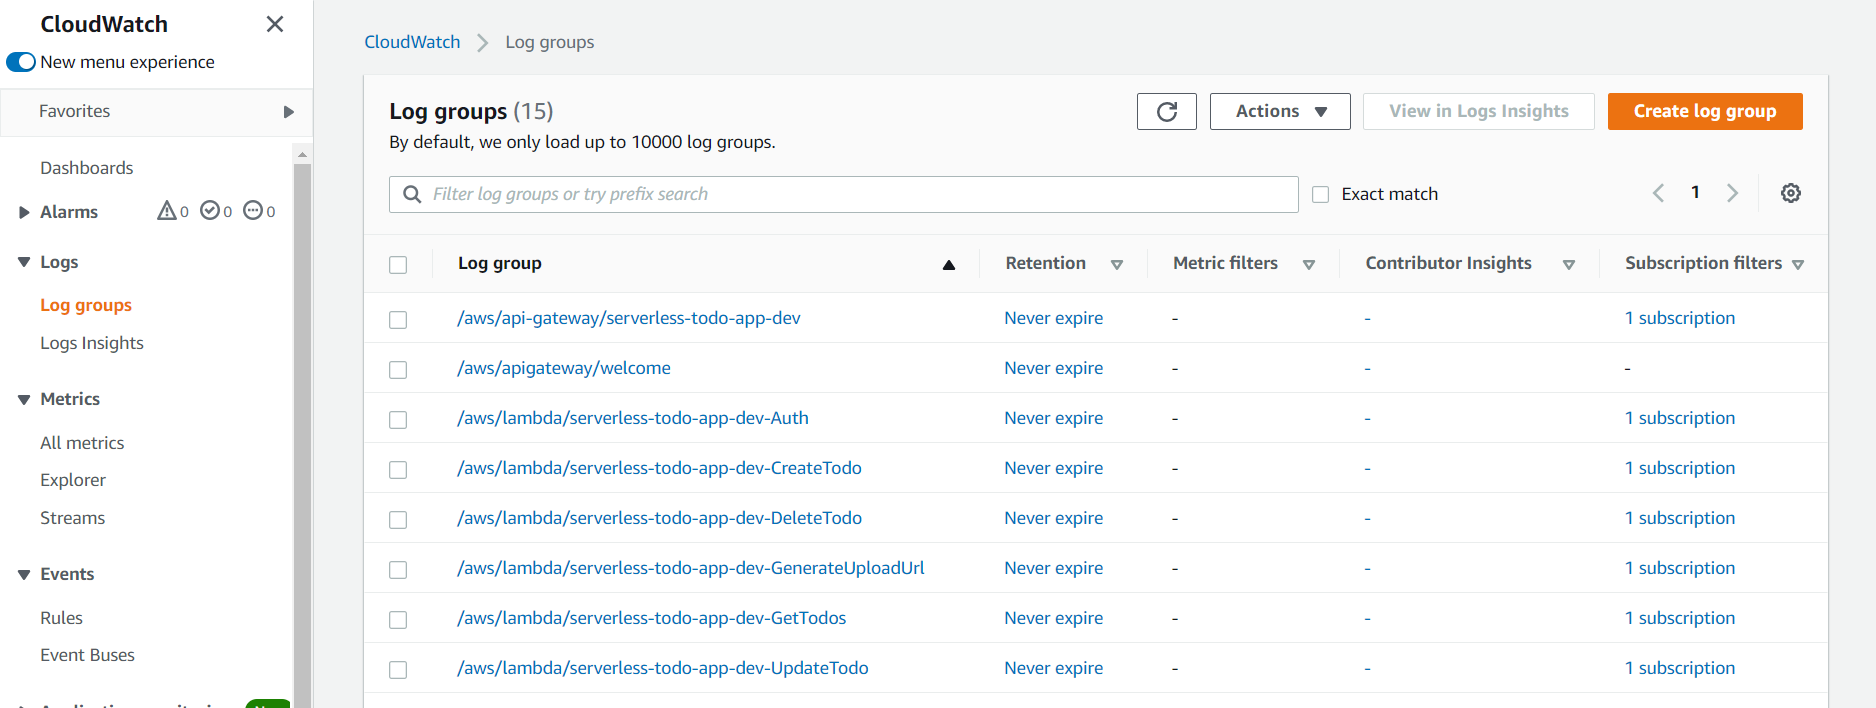 CloudWatch
New menu experience
Favorites
Dashboards
Alarms 0 0 0
Logs
Log groups
Logs Insights
Metrics
All metrics
Explorer
Streams
Events
Rules
Event Buses
CloudWatch Log groups
Log groups (15)
By default, we only load up to 10000 log groups.
Actions View in Logs Insights Create log group
Filter log groups or try prefix search Exact match 1
Log group Retention Metric filters Contributor Insights Subscription filters
/aws/api-gateway/serverless-todo-app-dev Never expire - - 1 subscription
/aws/apigateway/welcome Never expire - - -
/aws/lambda/serverless-todo-app-dev-Auth Never expire - - 1 subscription
/aws/lambda/serverless-todo-app-dev-CreateTodo Never expire - - 1 subscription
/aws/lambda/serverless-todo-app-dev-DeleteTodo Never expire - - 1 subscription
/aws/lambda/serverless-todo-app-dev-GenerateUploadUrl Never expire - - 1 subscription
/aws/lambda/serverless-todo-app-dev-GetTodos Never expire - - 1 subscription
/aws/lambda/serverless-todo-app-dev-UpdateTodo Never expire - - 1 subscription